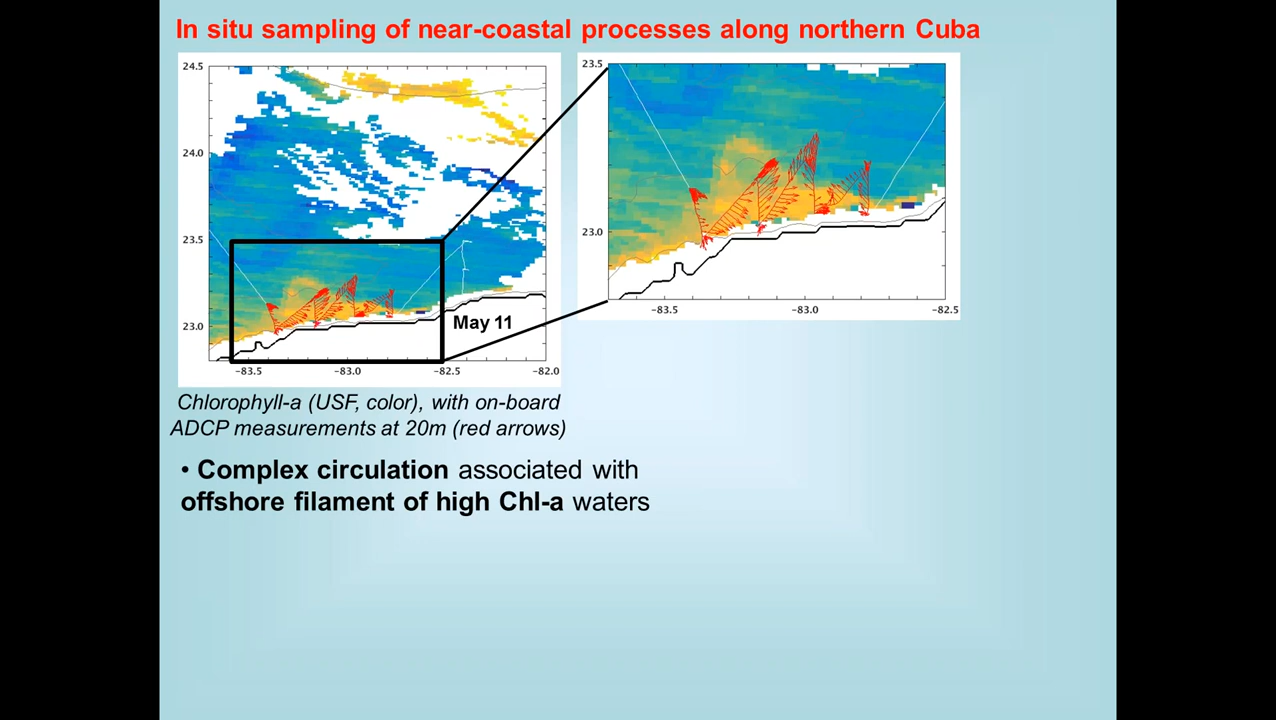 In situ sampling of near-coastal processes along northern Cuba
24.5
24.0
23.5
23.0
-83.5
-83.0
-82.5
-82.0
May 11
23.5
23.0
-83.5
-83.0
-82.5
Chlorophyll-a (USF, color), with on-board
ADCP measurements at 20m (red arrows)
• Complex circulation associated with
offshore filament of high Chl-a waters